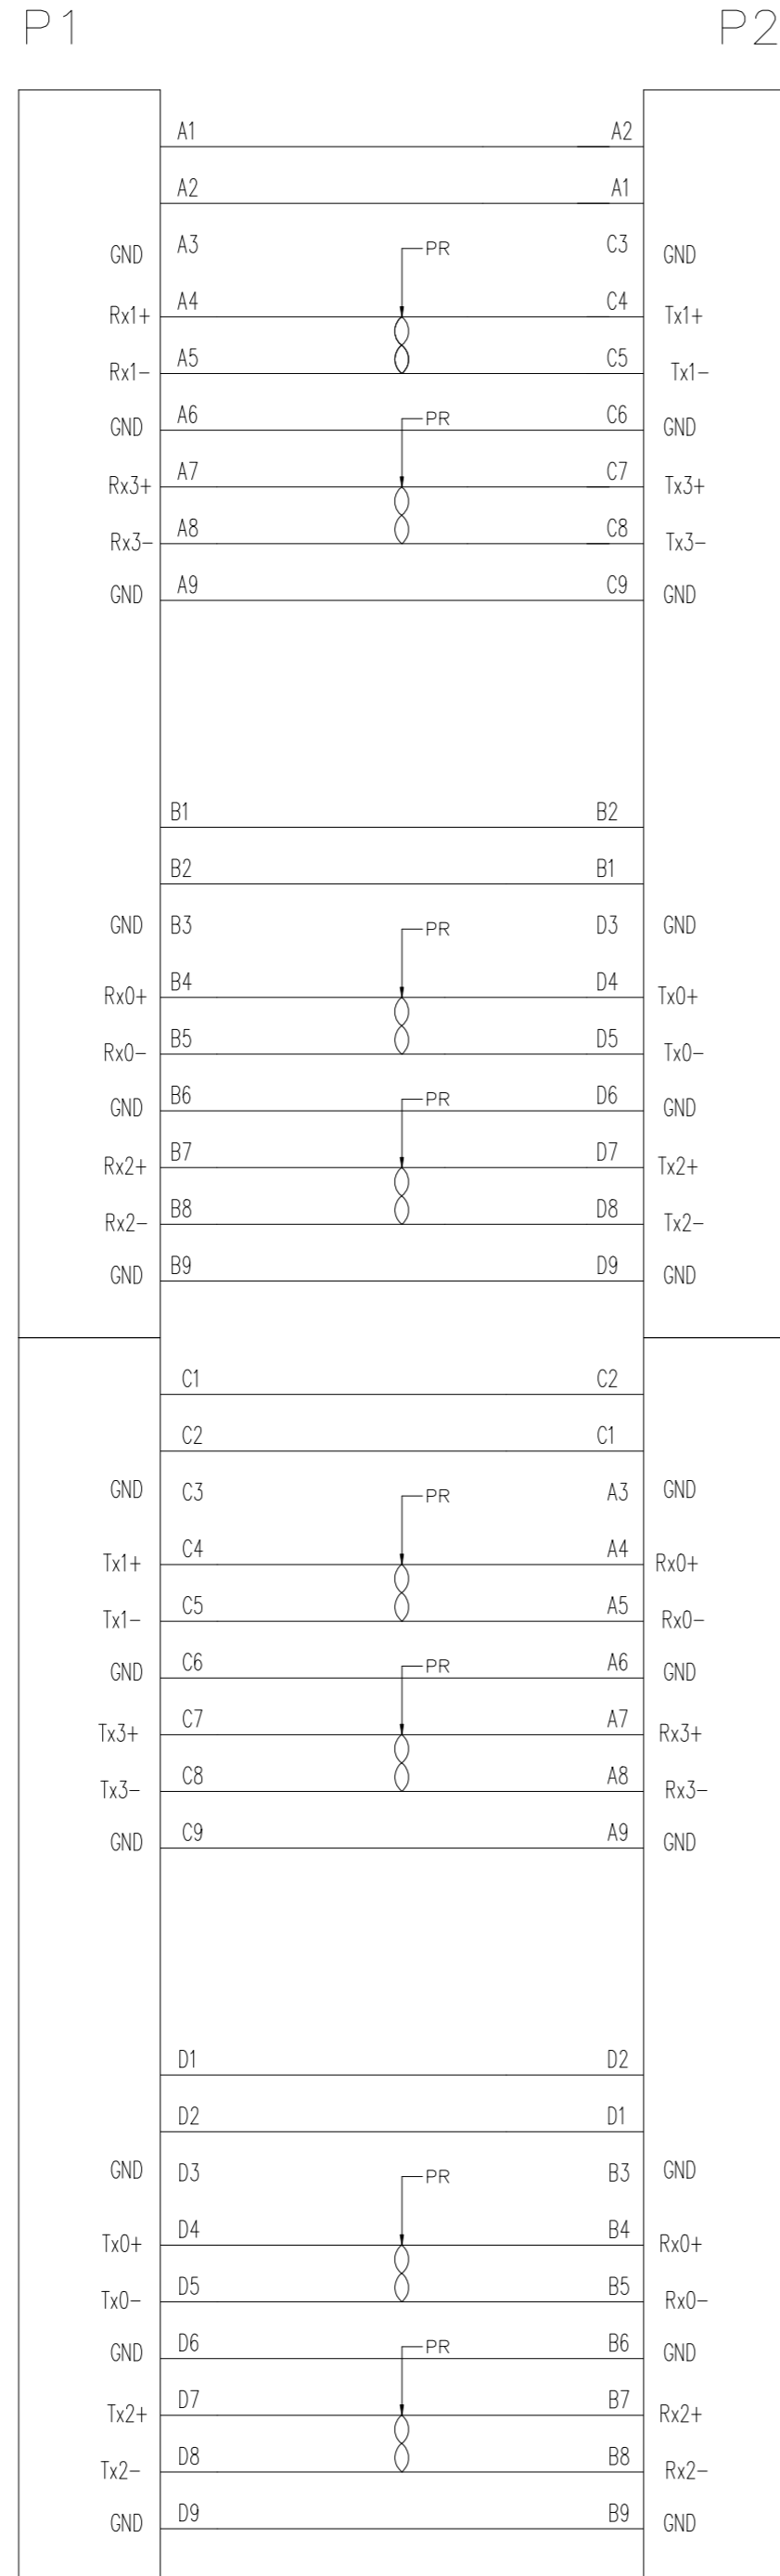 P1 P2
A1 A2
A2 A1
GND A3 PR C3 GND
Rx1+ A4 C4 Tx1+
Rx1- A5 C5 Tx1-
GND A6 PR C6 GND
Rx3+ A7 C7 Tx3+
Rx3- A8 C8 Tx3-
GND A9 C9 GND
B1 B2
B2 B1
GND B3 PR D3 GND
Rx0+ B4 D4 Tx0+
Rx0- B5 D5 Tx0-
GND B6 PR D6 GND
Rx2+ B7 D7 Tx2+
Rx2- B8 D8 Tx2-
GND B9 D9 GND
C1 C2
C2 C1
GND C3 PR A3 GND
Tx1+ C4 A4 Rx0+
Tx1- C5 A5 Rx0-
GND C6 PR A6 GND
Tx3+ C7 A7 Rx3+
Tx3- C8 A8 Rx3-
GND C9 A9 GND
D1 D2
D2 D1
GND D3 PR B3 GND
Tx0+ D4 B4 Rx0+
Tx0- D5 B5 Rx0-
GND D6 PR B6 GND
Tx2+ D7 B7 Rx2+
Tx2- D8 B8 Rx2-
GND D9 B9 GND